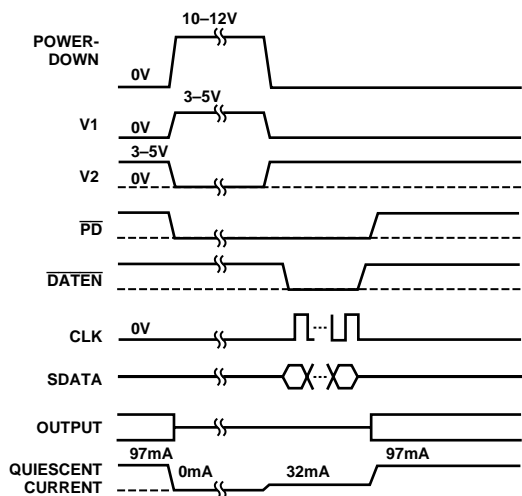 10–12V
POWER-
DOWN
0V
3–5V
V1
0V
3–5V
V2
0V
PD
DATEN
CLK
0V
SDATA
OUTPUT
97mA
97mA
QUIESCENT
CURRENT
0mA
32mA